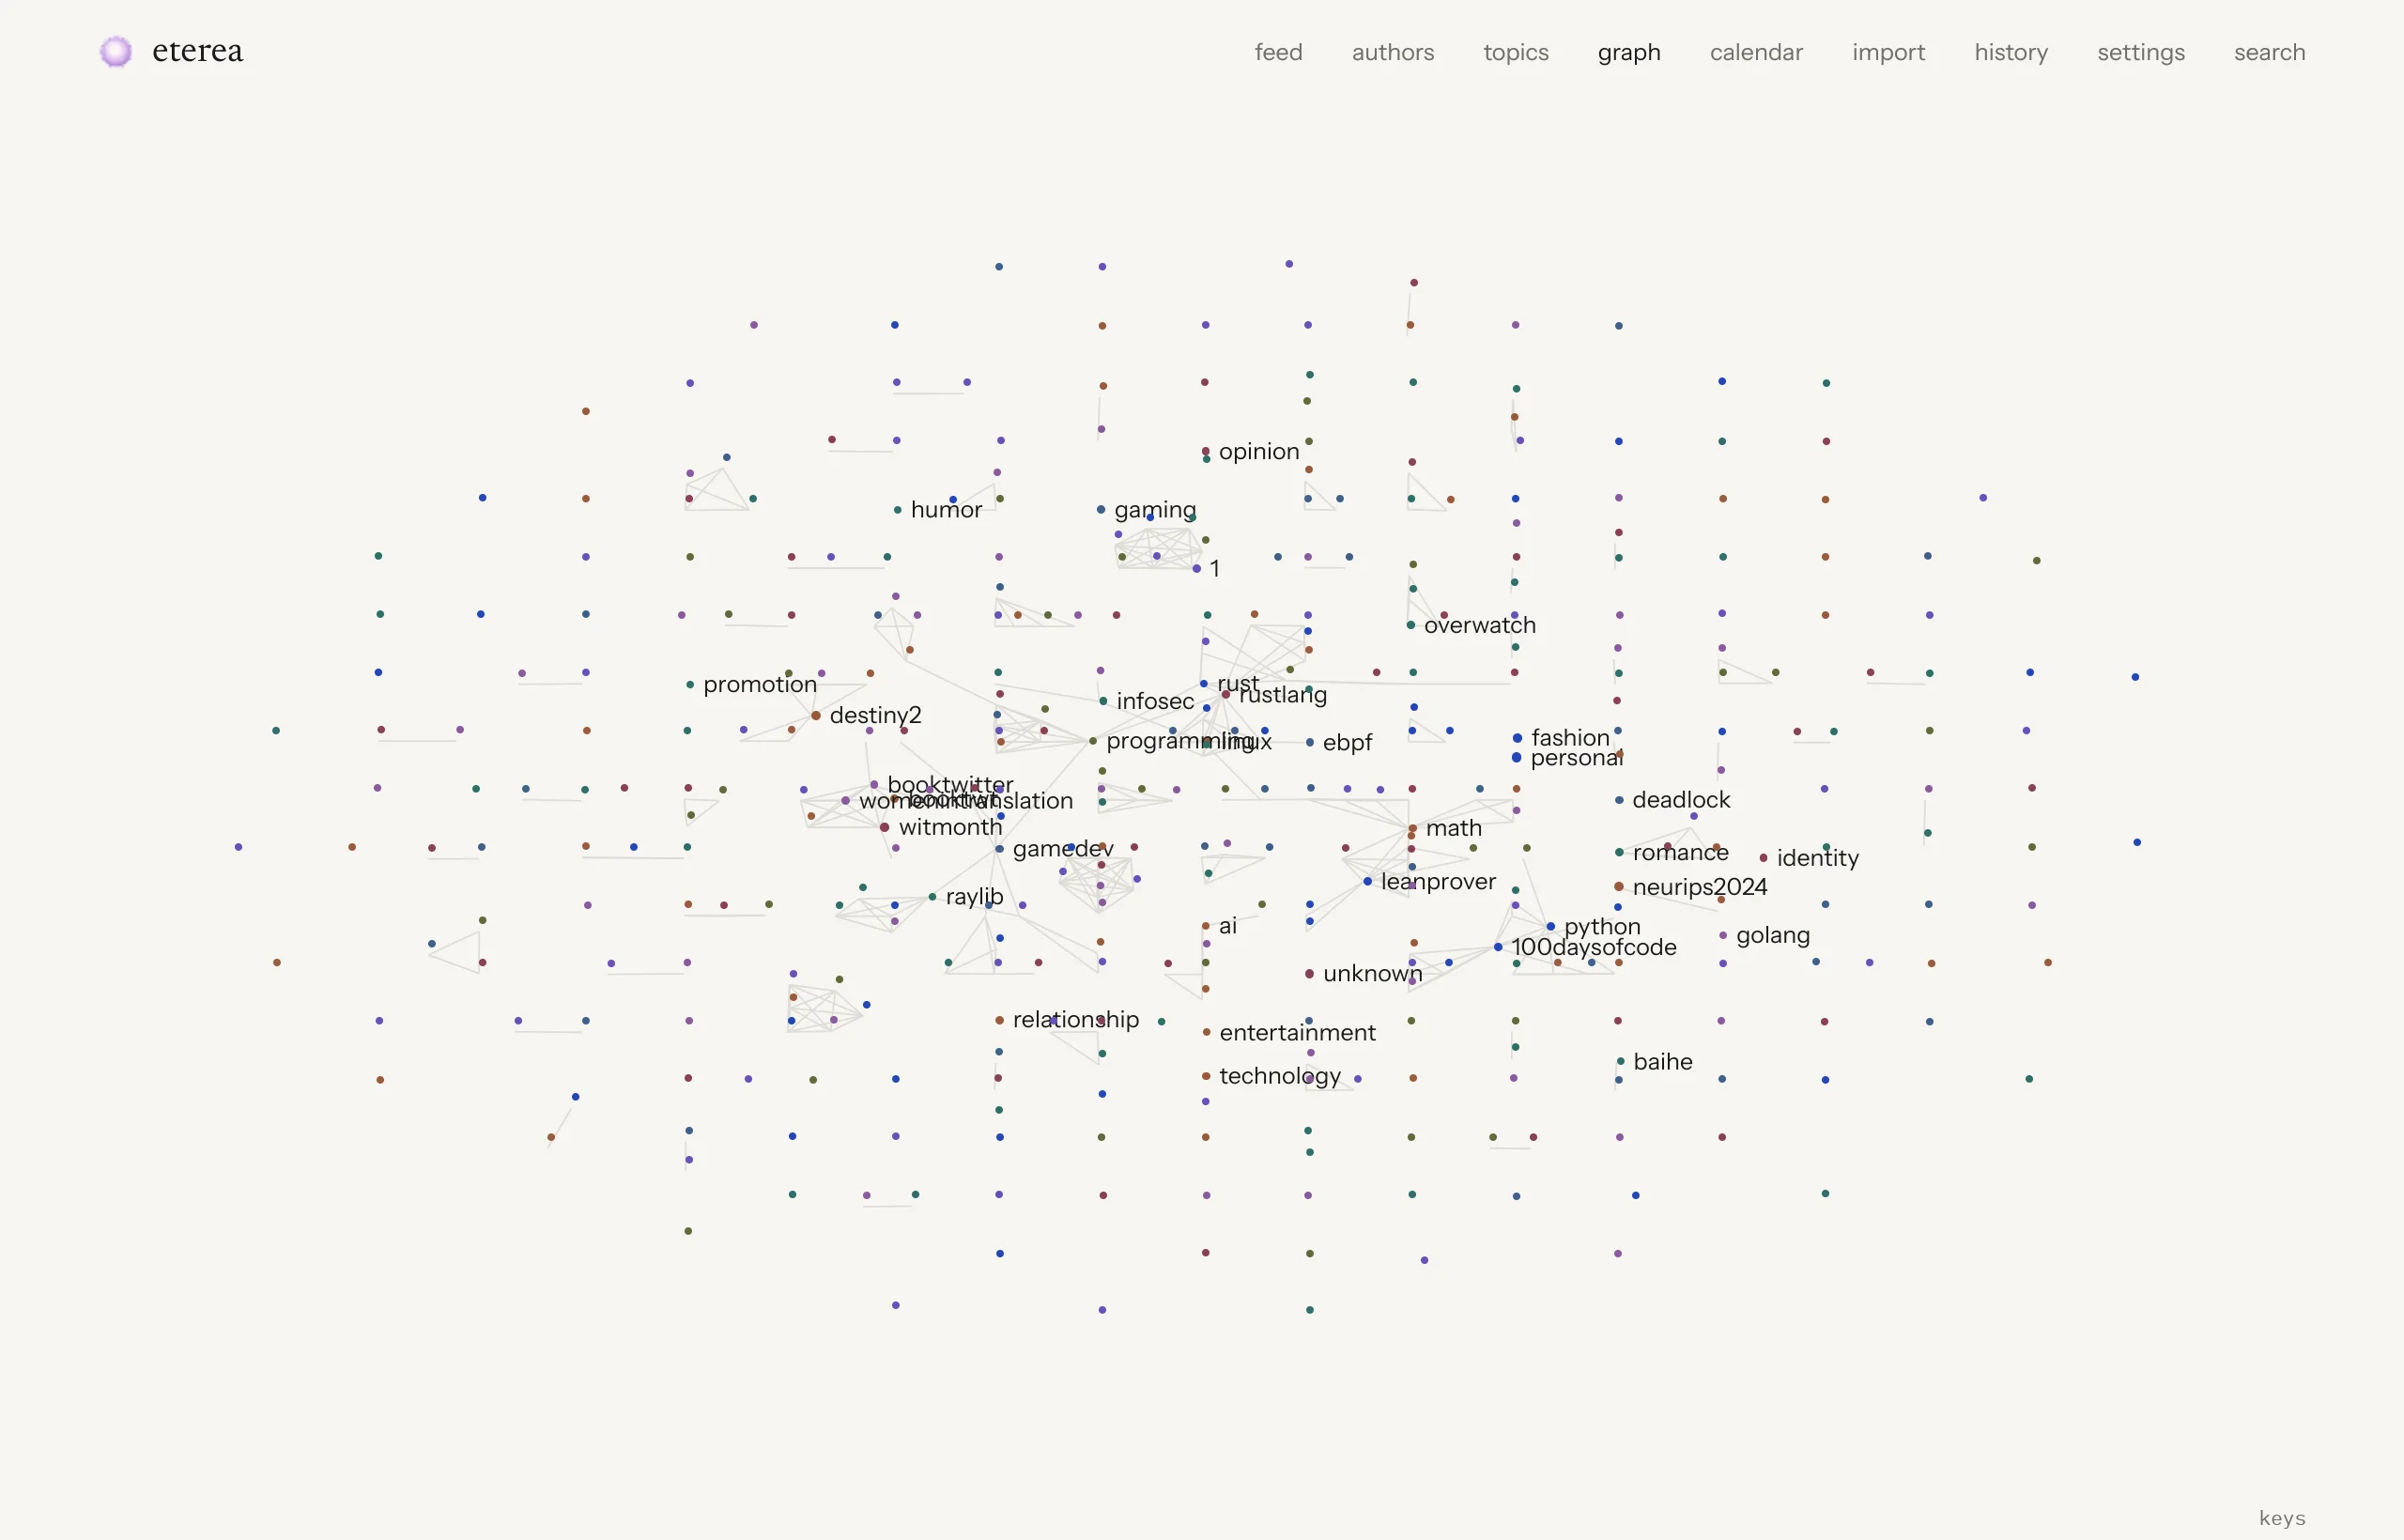 eterea
feed authors topics graph calendar import history settings search
opinion
humor
gaming
1
overwatch
promotion
rust
rustlang
infosec
destiny2
programming
linux
ebpf
fashion
personal
booktwitter
booktwt
womenintranslation
deadlock
witmonth
math
gamedev
romance
identity
leanprover
neurips2024
raylib
ai
python
golang
100daysofcode
unknown
relationship
entertainment
baihe
technology
keys